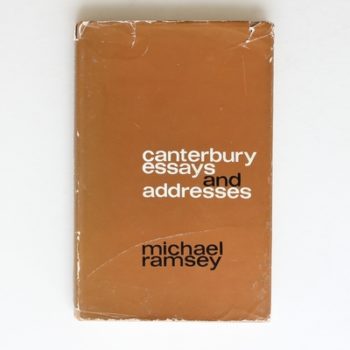 canterbury
essays
and
addresses
michael
ramsey